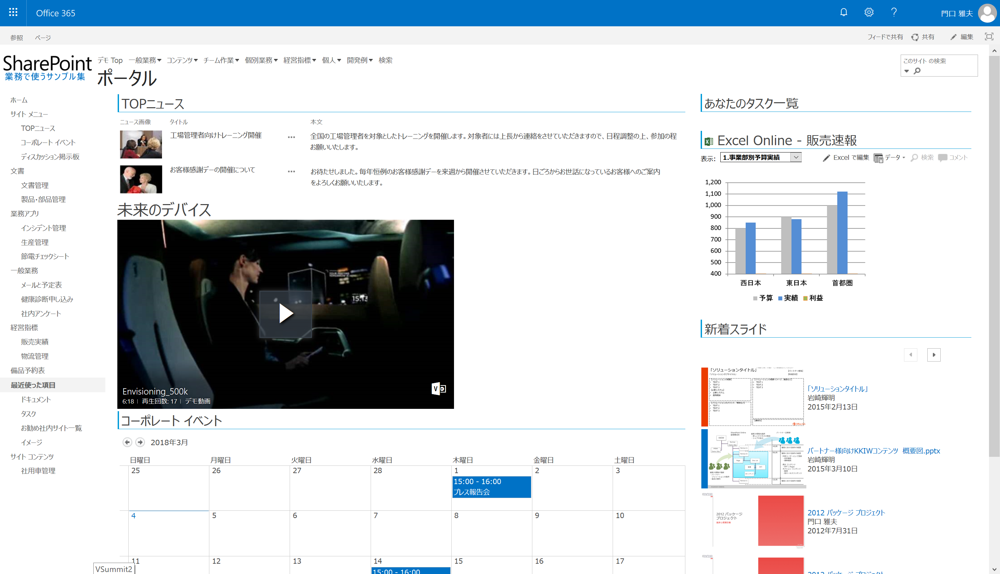 Office 365
門口 雅夫
参照 ページ
フィードで共有 共有 編集
SharePoint
業務で使うサンプル集
デモ Top 一般業務 コンテンツ チーム作業 個別業務 経営指標 個人 開発例 検索
ポータル
このサイト の検索
ホーム
サイト メニュー
TOPニュース
コーポレート イベント
ディスカッション掲示板
文書
文書管理
製品・部品管理
業務アプリ
インシデント管理
生産管理
節電チェックシート
一般業務
メールと予定表
健康診断申し込み
社内アンケート
経営指標
販売実績
物流管理
備品予約表
最近使った項目
ドキュメント
タスク
お勧め社内サイト一覧
イメージ
サイト コンテンツ
社用車管理
TOPニュース
ニュース画像 タイトル 本文
工場管理者向けトレーニング開催
全国の工場管理者を対象としたトレーニングを開催します。対象者には上長から連絡をさせていただきますので、日程調整の上、参加の程
お願いいたします。
お客様感謝デーの開催について
お待たせしました。毎年恒例のお客様感謝デーを来週から開催させていただきます。日ごろからお世話になっているお客様へのご案内
をよろしくお願いいたします。
未来のデバイス
15:13
Envisioning_500k
6:18 再生回数: 17 デモ動画
コーポレート イベント
2018年3月
日曜日 月曜日 火曜日 水曜日 木曜日 金曜日 土曜日
25 26 27 28 1 2 3
15:00 - 16:00
プレス報告会
4 5 6 7 8 9 10
11 12 13 14 15 16 17
15:00 - 16:00
VSummit2
あなたのタスク一覧
Excel Online - 販売速報
表示: 1.事業部別予算実績 Excel で編集 データ 検索 コメント
1,200
1,100
1,000
900
800
700
600
500
400
西日本 東日本 首都圏
予算 実績 利益
新着スライド
「ソリューションタイトル」
TEXT 1
TEXT 2
TEXT 3
「ソリューションタイトル」
岩崎輝明
2015年2月13日
パートナー様向けKKIWコンテンツ 概要図.pptx
岩崎輝明
2015年3月10日
CONTOSO
2012 パッケージ
プロジェクト
2012 パッケージ プロジェクト
門口 雅夫
2012年7月31日
CONTOSO
2012 パッケージ プロジェクト